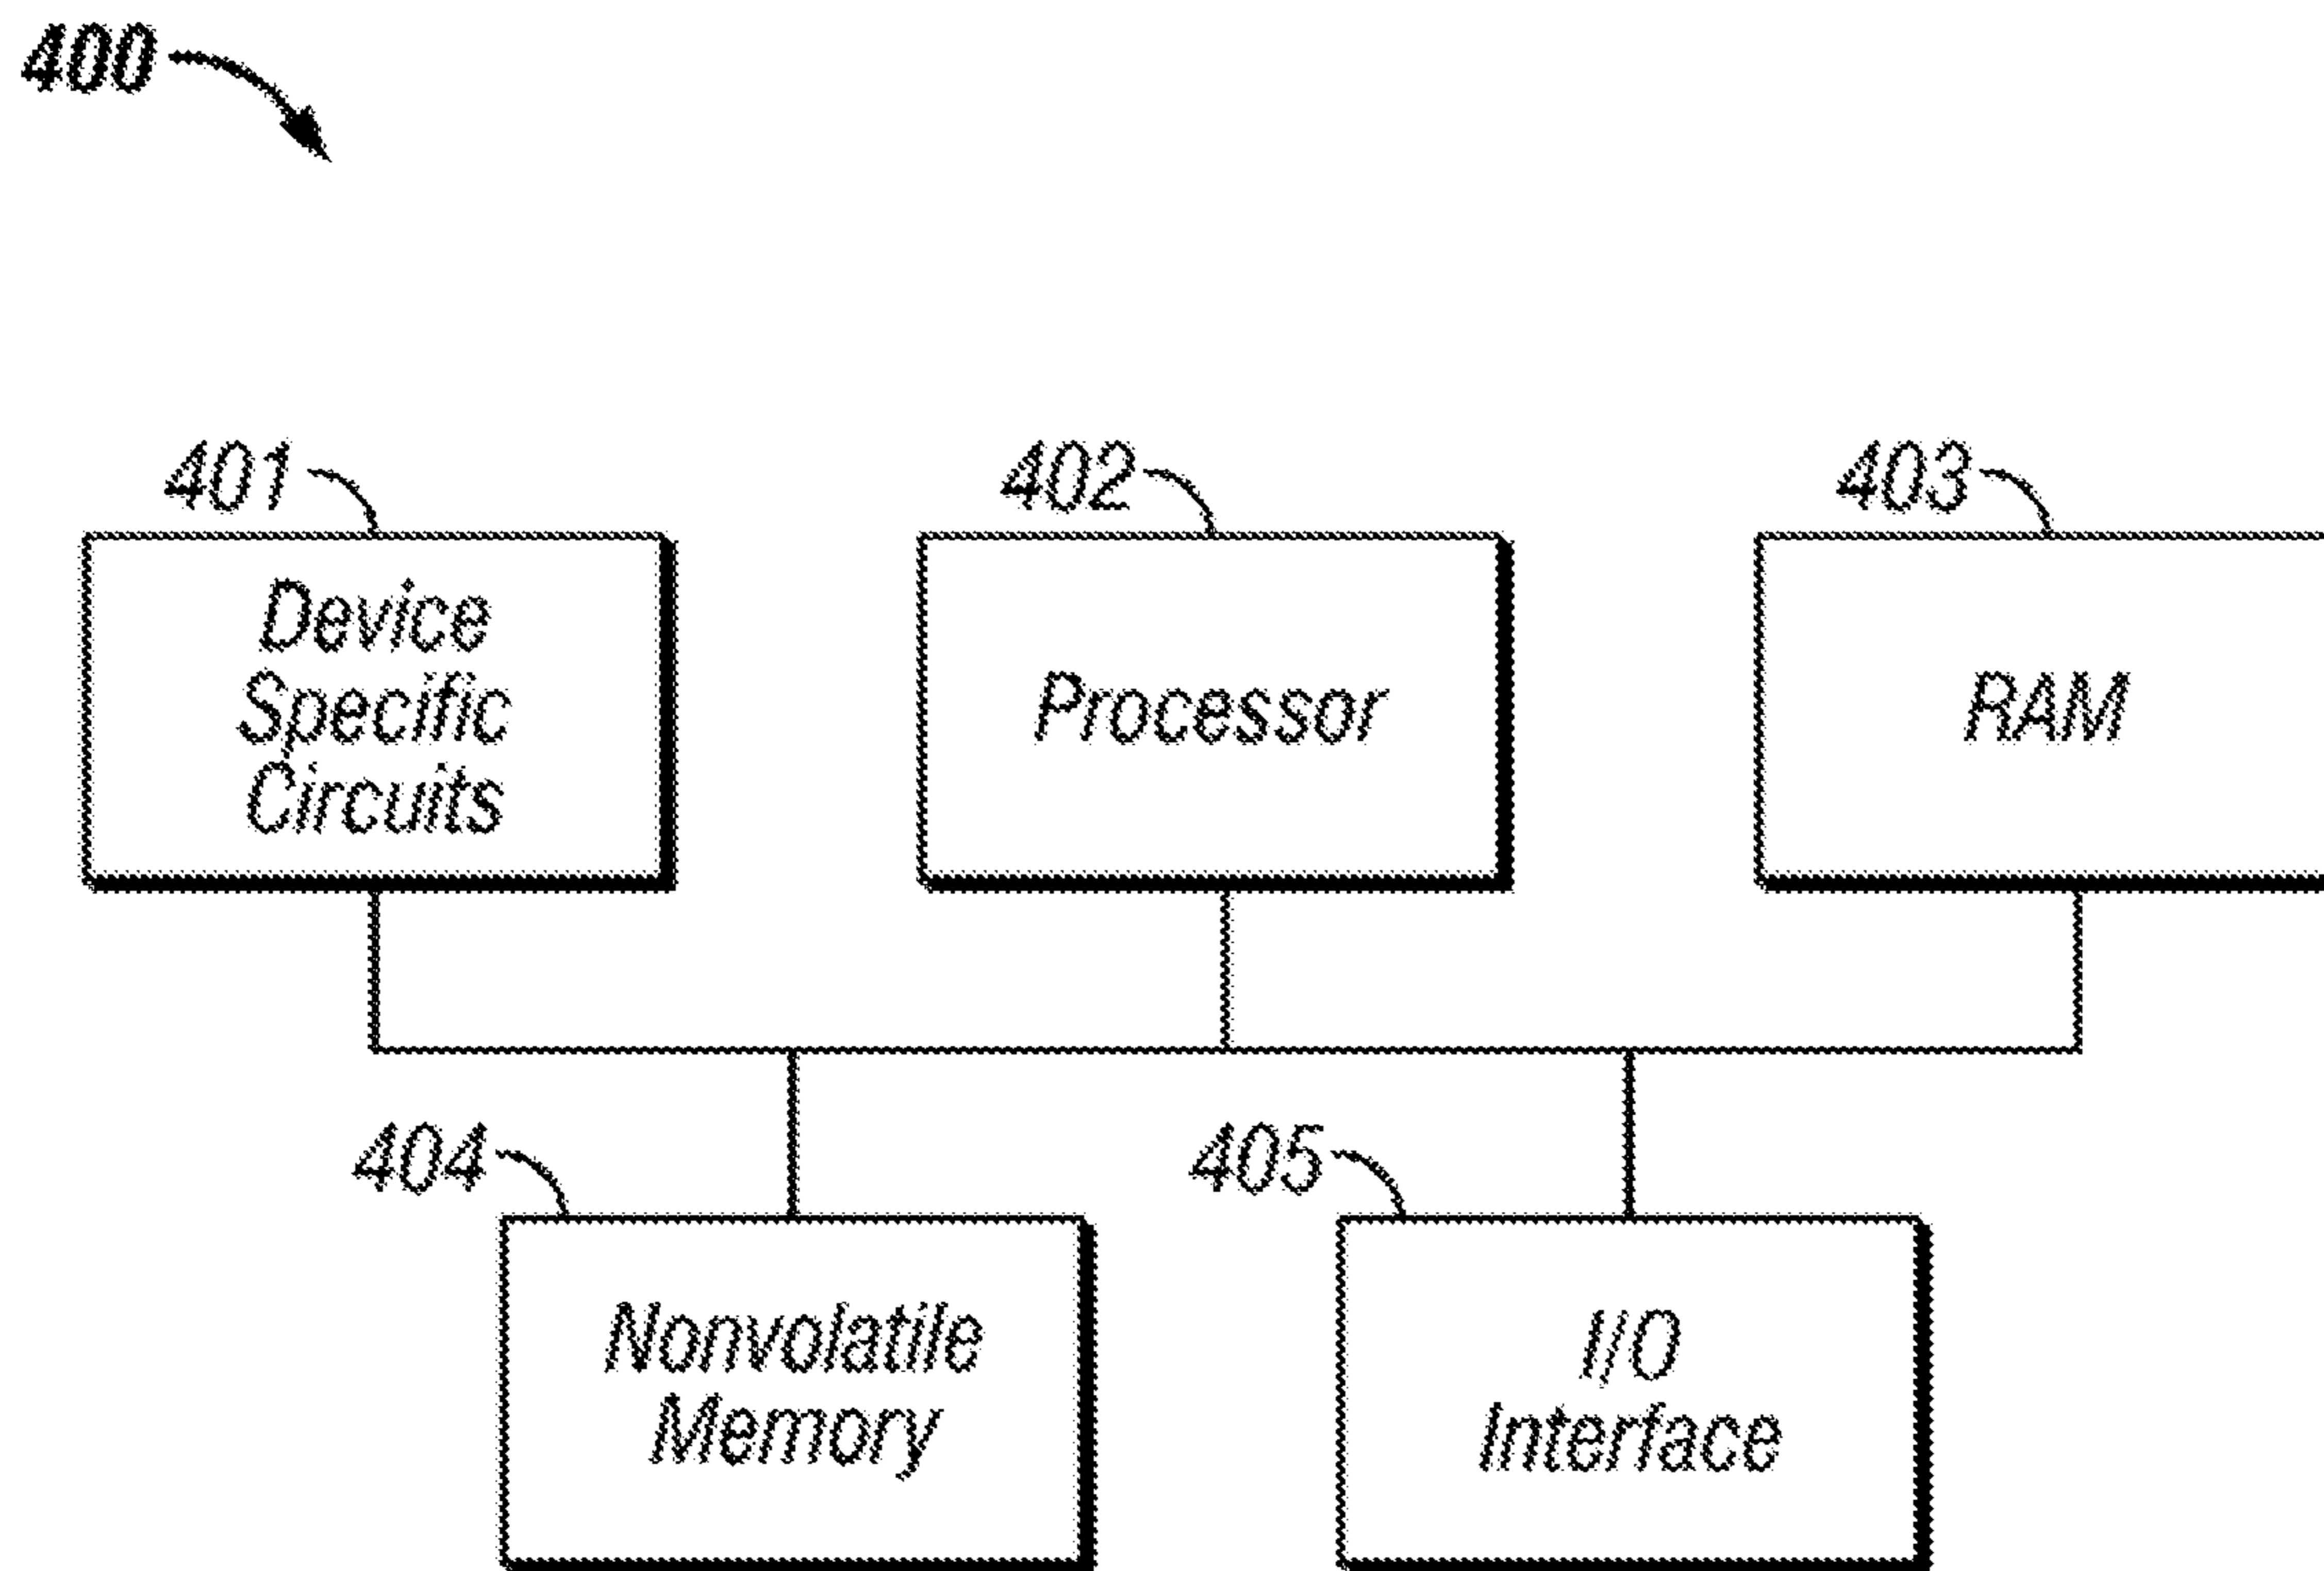 400
401
402
403
Device
Specific
Circuits
Processor
RAM
404
405
Nonvolatile
Memory
I/O
Interface